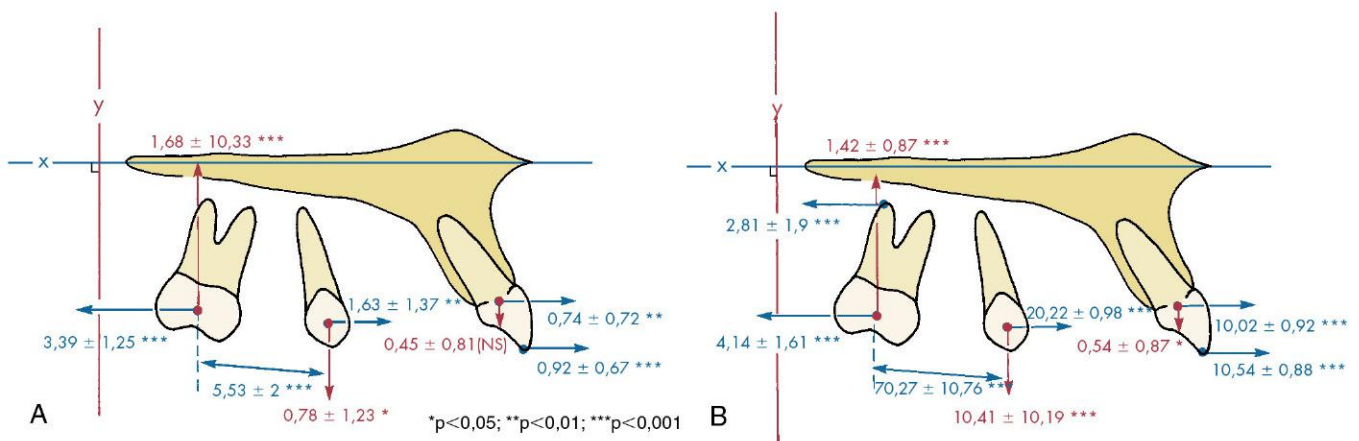 y
1,68 ± 10,33 ***
x
3,39 ± 1,25 ***
1,63 ± 1,37 **
0,74 ± 0,72 **
0,45 ± 0,81(NS)
0,92 ± 0,67 ***
5,53 ± 2 ***
0,78 ± 1,23 *
A
*p<0,05; **p<0,01; ***p<0,001
y
1,42 ± 0,87 ***
x
2,81 ± 1,9 ***
4,14 ± 1,61 ***
20,22 ± 0,98 ***
10,02 ± 0,92 ***
0,54 ± 0,87 *
10,54 ± 0,88 ***
70,27 ± 10,76 ***
10,41 ± 10,19 ***
B